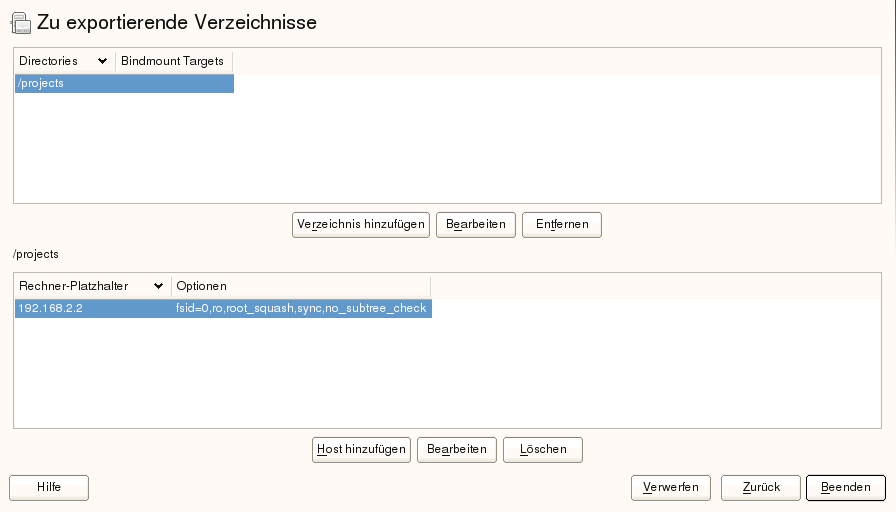 Zu exportierende Verzeichnisse
Directories Bindmount Targets
/projects
Verzeichnis hinzufügen Bearbeiten Entfernen
/projects
Rechner-Platzhalter Optionen
192.168.2.2 fsid=0,ro,root_squash,sync,no_subtree_check
Host hinzufügen Bearbeiten Löschen
Hilfe Verwerfen Zurück Beenden